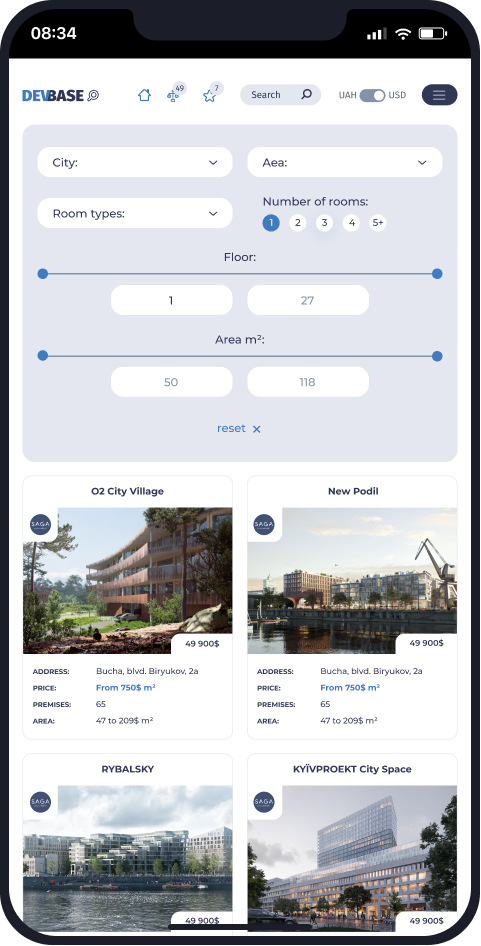 08:34
DEVBASE 49 7 Search UAH USD
City: Aea:
Room types: Number of rooms:
1 2 3 4 5+
Floor:
1 27
Area m²:
50 118
reset ×
O2 City Village
SAGA
49 900$
ADDRESS: Bucha, blvd. Biryukov, 2a
PRICE: From 750$ m²
PREMISES: 65
AREA: 47 to 209$ m²
New Podil
SAGA
49 900$
ADDRESS: Bucha, blvd. Biryukov, 2a
PRICE: From 750$ m²
PREMISES: 65
AREA: 47 to 209$ m²
RYBALSKY
SAGA
49 900$
KYЇVPROEKT City Space
SAGA
49 900$